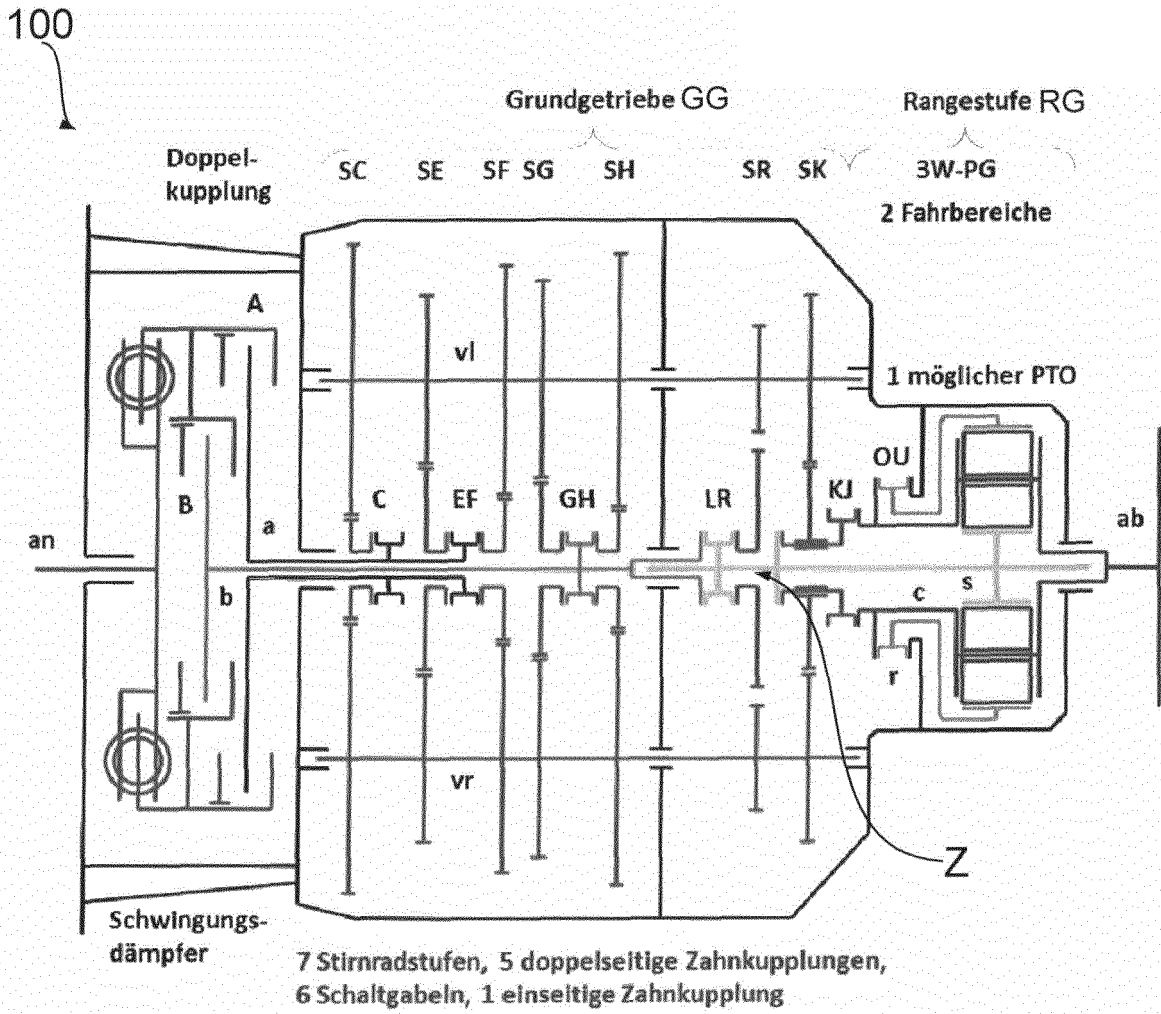 100
Grundgetriebe GG
Rangestufe RG
Doppel-
kupplung
SC SE SF SG SH SR SK
3W-PG
2 Fahrbereiche
A
vl
1 möglicher PTO
B
a
C
EF
GH
LR
KJ
OU
an
ab
b
c
s
r
vr
Z
Schwingungs-
dämpfer
7 Stirnradstufen, 5 doppelseitige Zahnkupplungen,
6 Schaltgabeln, 1 einseitige Zahnkupplung